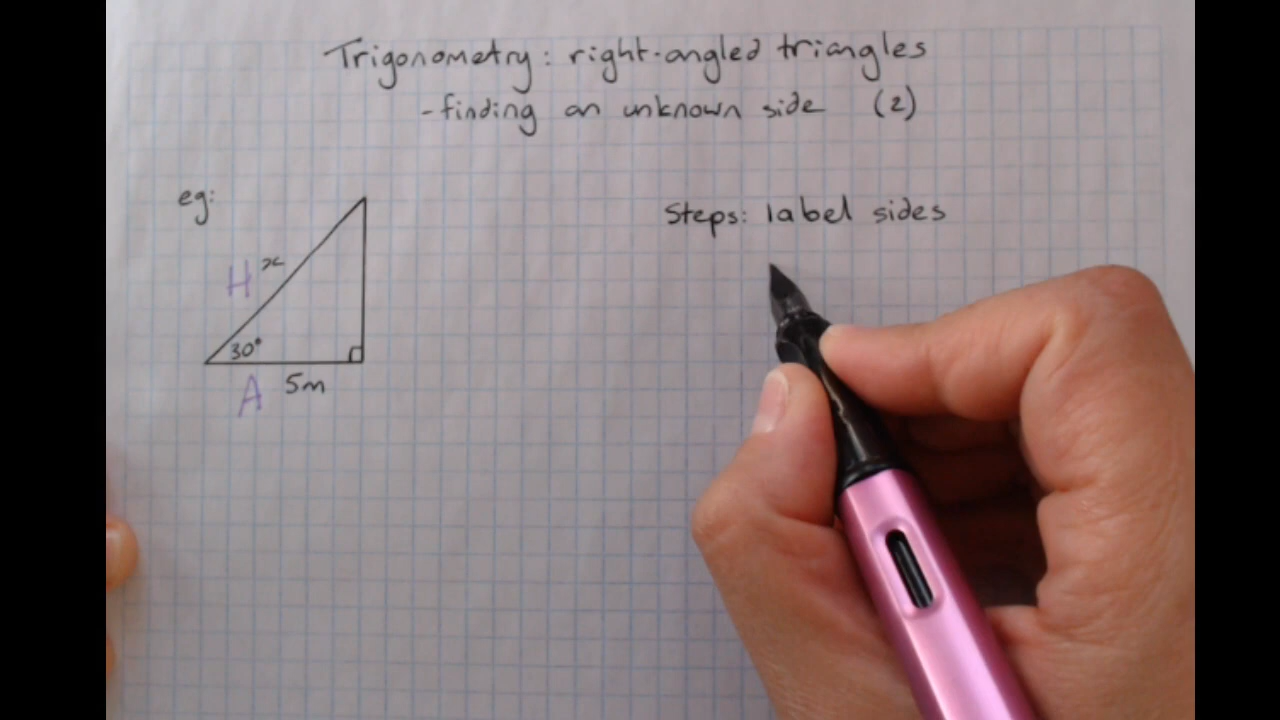 Trigonometry: right-angled triangles
- finding an unknown side (2)
eg:
Steps: label sides
H x
30°
A 5m